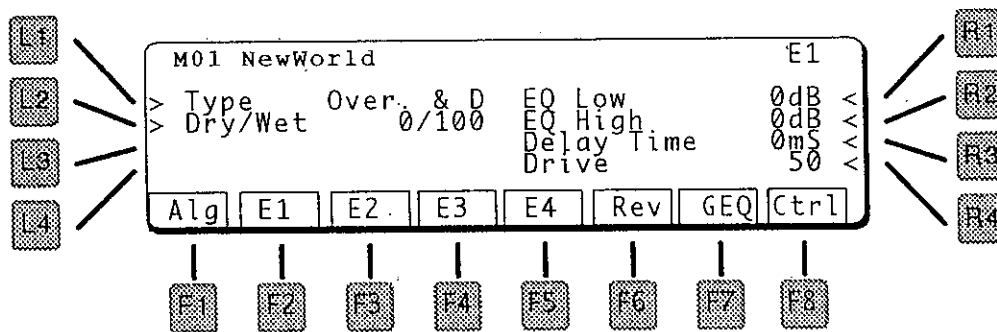 L1
R1
M01 NewWorld E1
L2
R2
> Type Over. & D EQ Low 0dB <
> Dry/Wet 0/100 EQ High 0dB <
Delay Time 0mS <
L3
R3
Drive 50 <
L4
R4
Alg E1 E2 E3 E4 Rev GEQ Ctrl
F1 F2 F3 F4 F5 F6 F7 F8